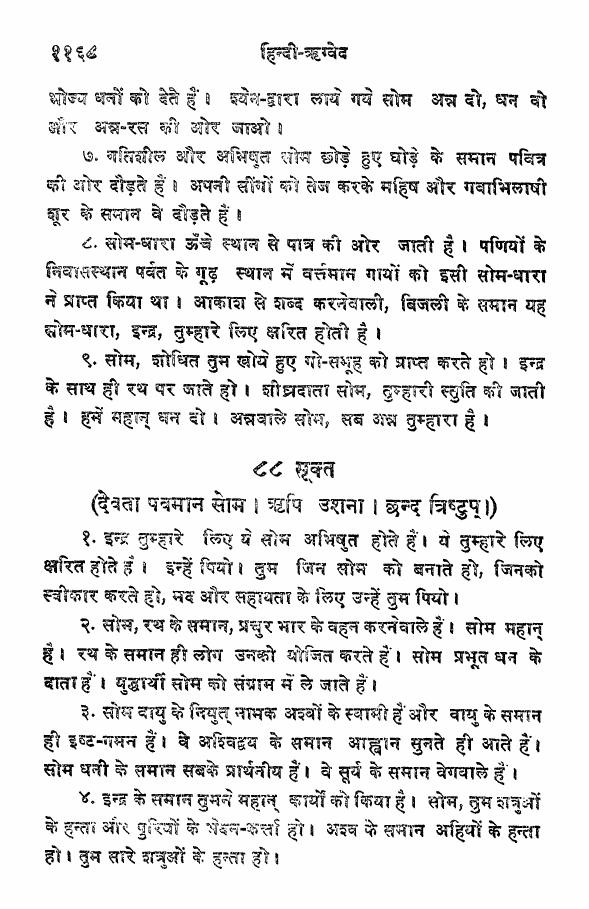 ११६८ हिन्दी-ऋग्वेद
भोज्य धनों को देते हैं। श्येन-द्वारा लाये गये सोम अन्न दो, धन दो
और अन्न-रस की ओर जाओ।
७. गतिशील और अभिषुत सोम छोड़े हुए घोड़े के समान पवित्र
की ओर दौड़ते हैं। अपनी सींगों को तेज करके महिष और गवाभिलाषी
शूर के समान वे दौड़ते हैं।
८. सोम-धारा ऊँचे स्थान से पात्र की ओर जाती है। पणियों के
निवासस्थान पर्वत के गूढ़ स्थान में वर्त्तमान गायों को इसी सोम-धारा
ने प्राप्त किया था। आकाश से शब्द करनेवाली, बिजली के समान यह
सोम-धारा, इन्द्र, तुम्हारे लिए क्षरित होती है।
९. सोम, शोधित तुम खोये हुए गो-समूह को प्राप्त करते हो। इन्द्र
के साथ ही रथ पर जाते हो। शीघ्रदाता सोम, तुम्हारी स्तुति की जाती
है। हमें महान् धन दो। अन्नवाले सोम, सब अन्न तुम्हारा है।
८८ सूक्त
(देवता पवमान सोम। ऋषि उशना। छन्द त्रिष्टुप्।)
१. इन्द्र तुम्हारे लिए ये सोम अभिषुत होते हैं। ये तुम्हारे लिए
क्षरित होते हैं। इन्हें पियो। तुम जिन सोम को बनाते हो, जिनको
स्वीकार करते हो, मद और सहायता के लिए उन्हें तुम पियो।
२. सोम, रथ के समान, प्रचुर भार के वहन करनेवाले हैं। सोम महान्
हैं। रथ के समान ही लोग उनको योजित करते हैं। सोम प्रभूत धन के
दाता हैं। युद्धार्थी सोम को संग्राम में ले जाते हैं।
३. सोम वायु के नियुत् नामक अश्वों के स्वामी हैं और वायु के समान
ही इष्ट-गमन हैं। वे अश्विद्वय के समान आह्वान सुनते ही आते हैं।
सोम धनी के समान सबके प्रार्थनीय हैं। वे सूर्य के समान वेगवाले हैं।
४. इन्द्र के समान तुमने महान् कार्यों को किया है। सोम, तुम शत्रुओं
के हन्ता और पुरियों के भेदन-कर्त्ता हो। अश्व के समान अहियों के हन्ता
हो। तुम सारे शत्रुओं के हन्ता हो।